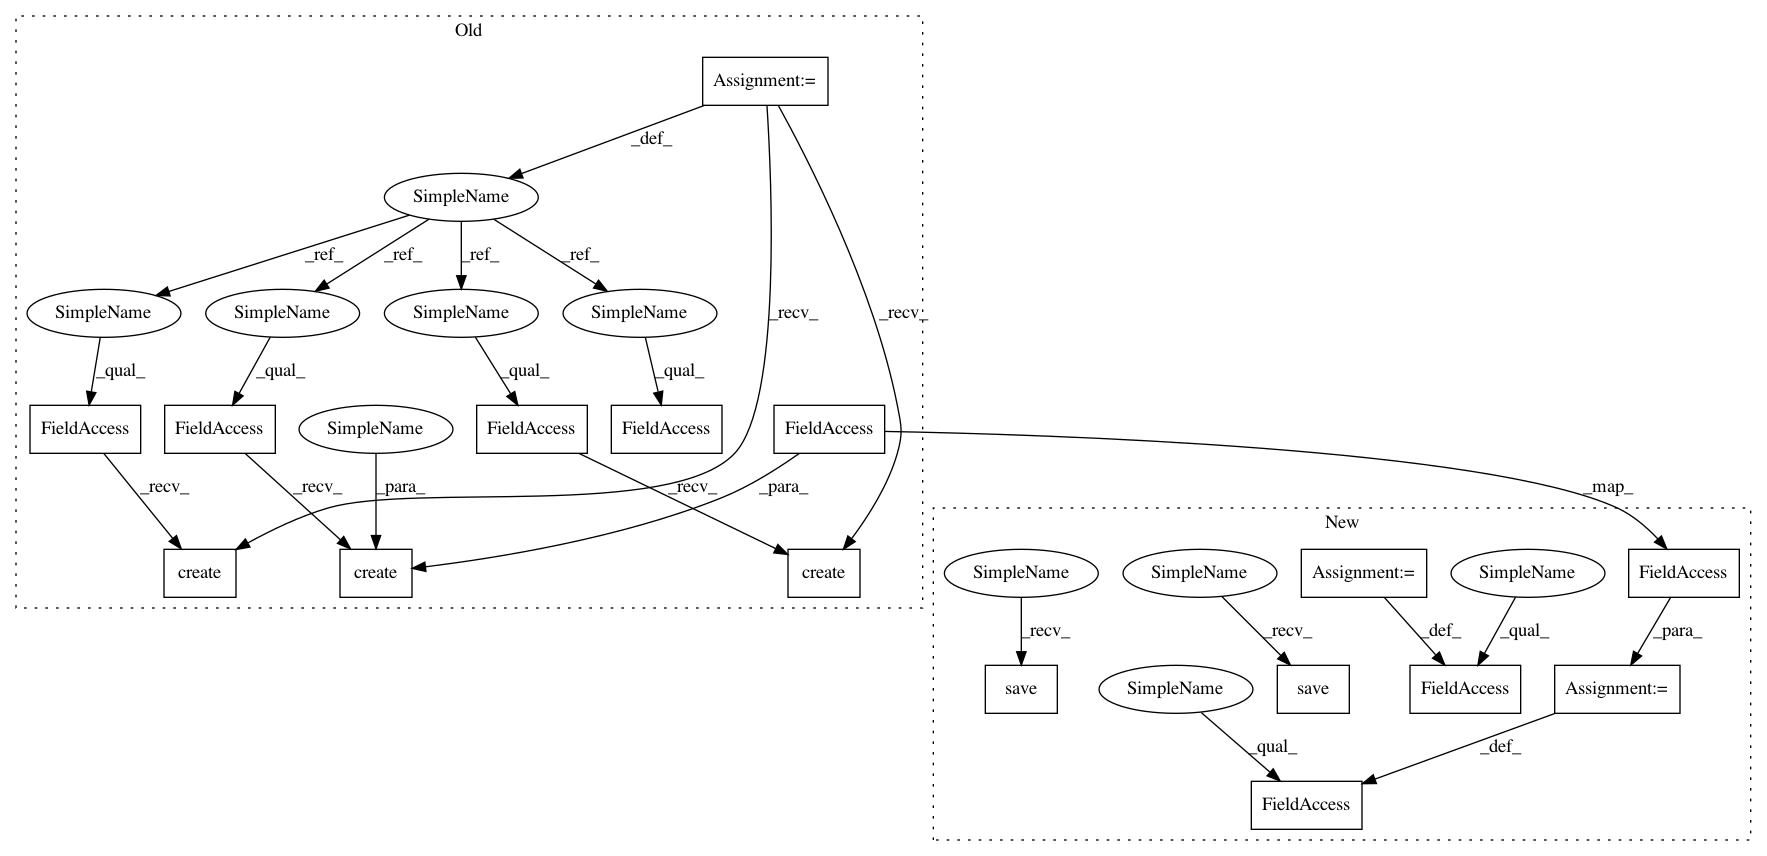 Old
Assignment:=
_def_
SimpleName
_ref_
_ref_
_ref_
_ref_
SimpleName
SimpleName
SimpleName
SimpleName
_recv_
_recv_
_qual_
_qual_
_qual_
_qual_
FieldAccess
FieldAccess
SimpleName
FieldAccess
FieldAccess
FieldAccess
_recv_
_recv_
_para_
_recv_
_para_
_map_
create
create
create
New
SimpleName
SimpleName
Assignment:=
SimpleName
FieldAccess
_recv_
_recv_
_def_
_qual_
_para_
save
SimpleName
save
FieldAccess
Assignment:=
_qual_
_def_
FieldAccess